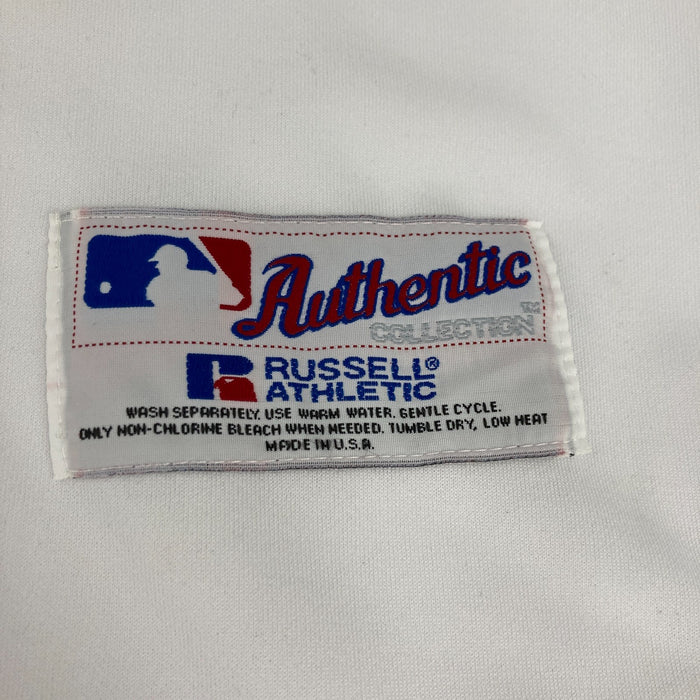 Authentic
COLLECTION™
RUSSELL®
ATHLETIC
WASH SEPARATELY. USE WARM WATER. GENTLE CYCLE.
ONLY NON-CHLORINE BLEACH WHEN NEEDED. TUMBLE DRY, LOW HEAT
MADE IN U.S.A.